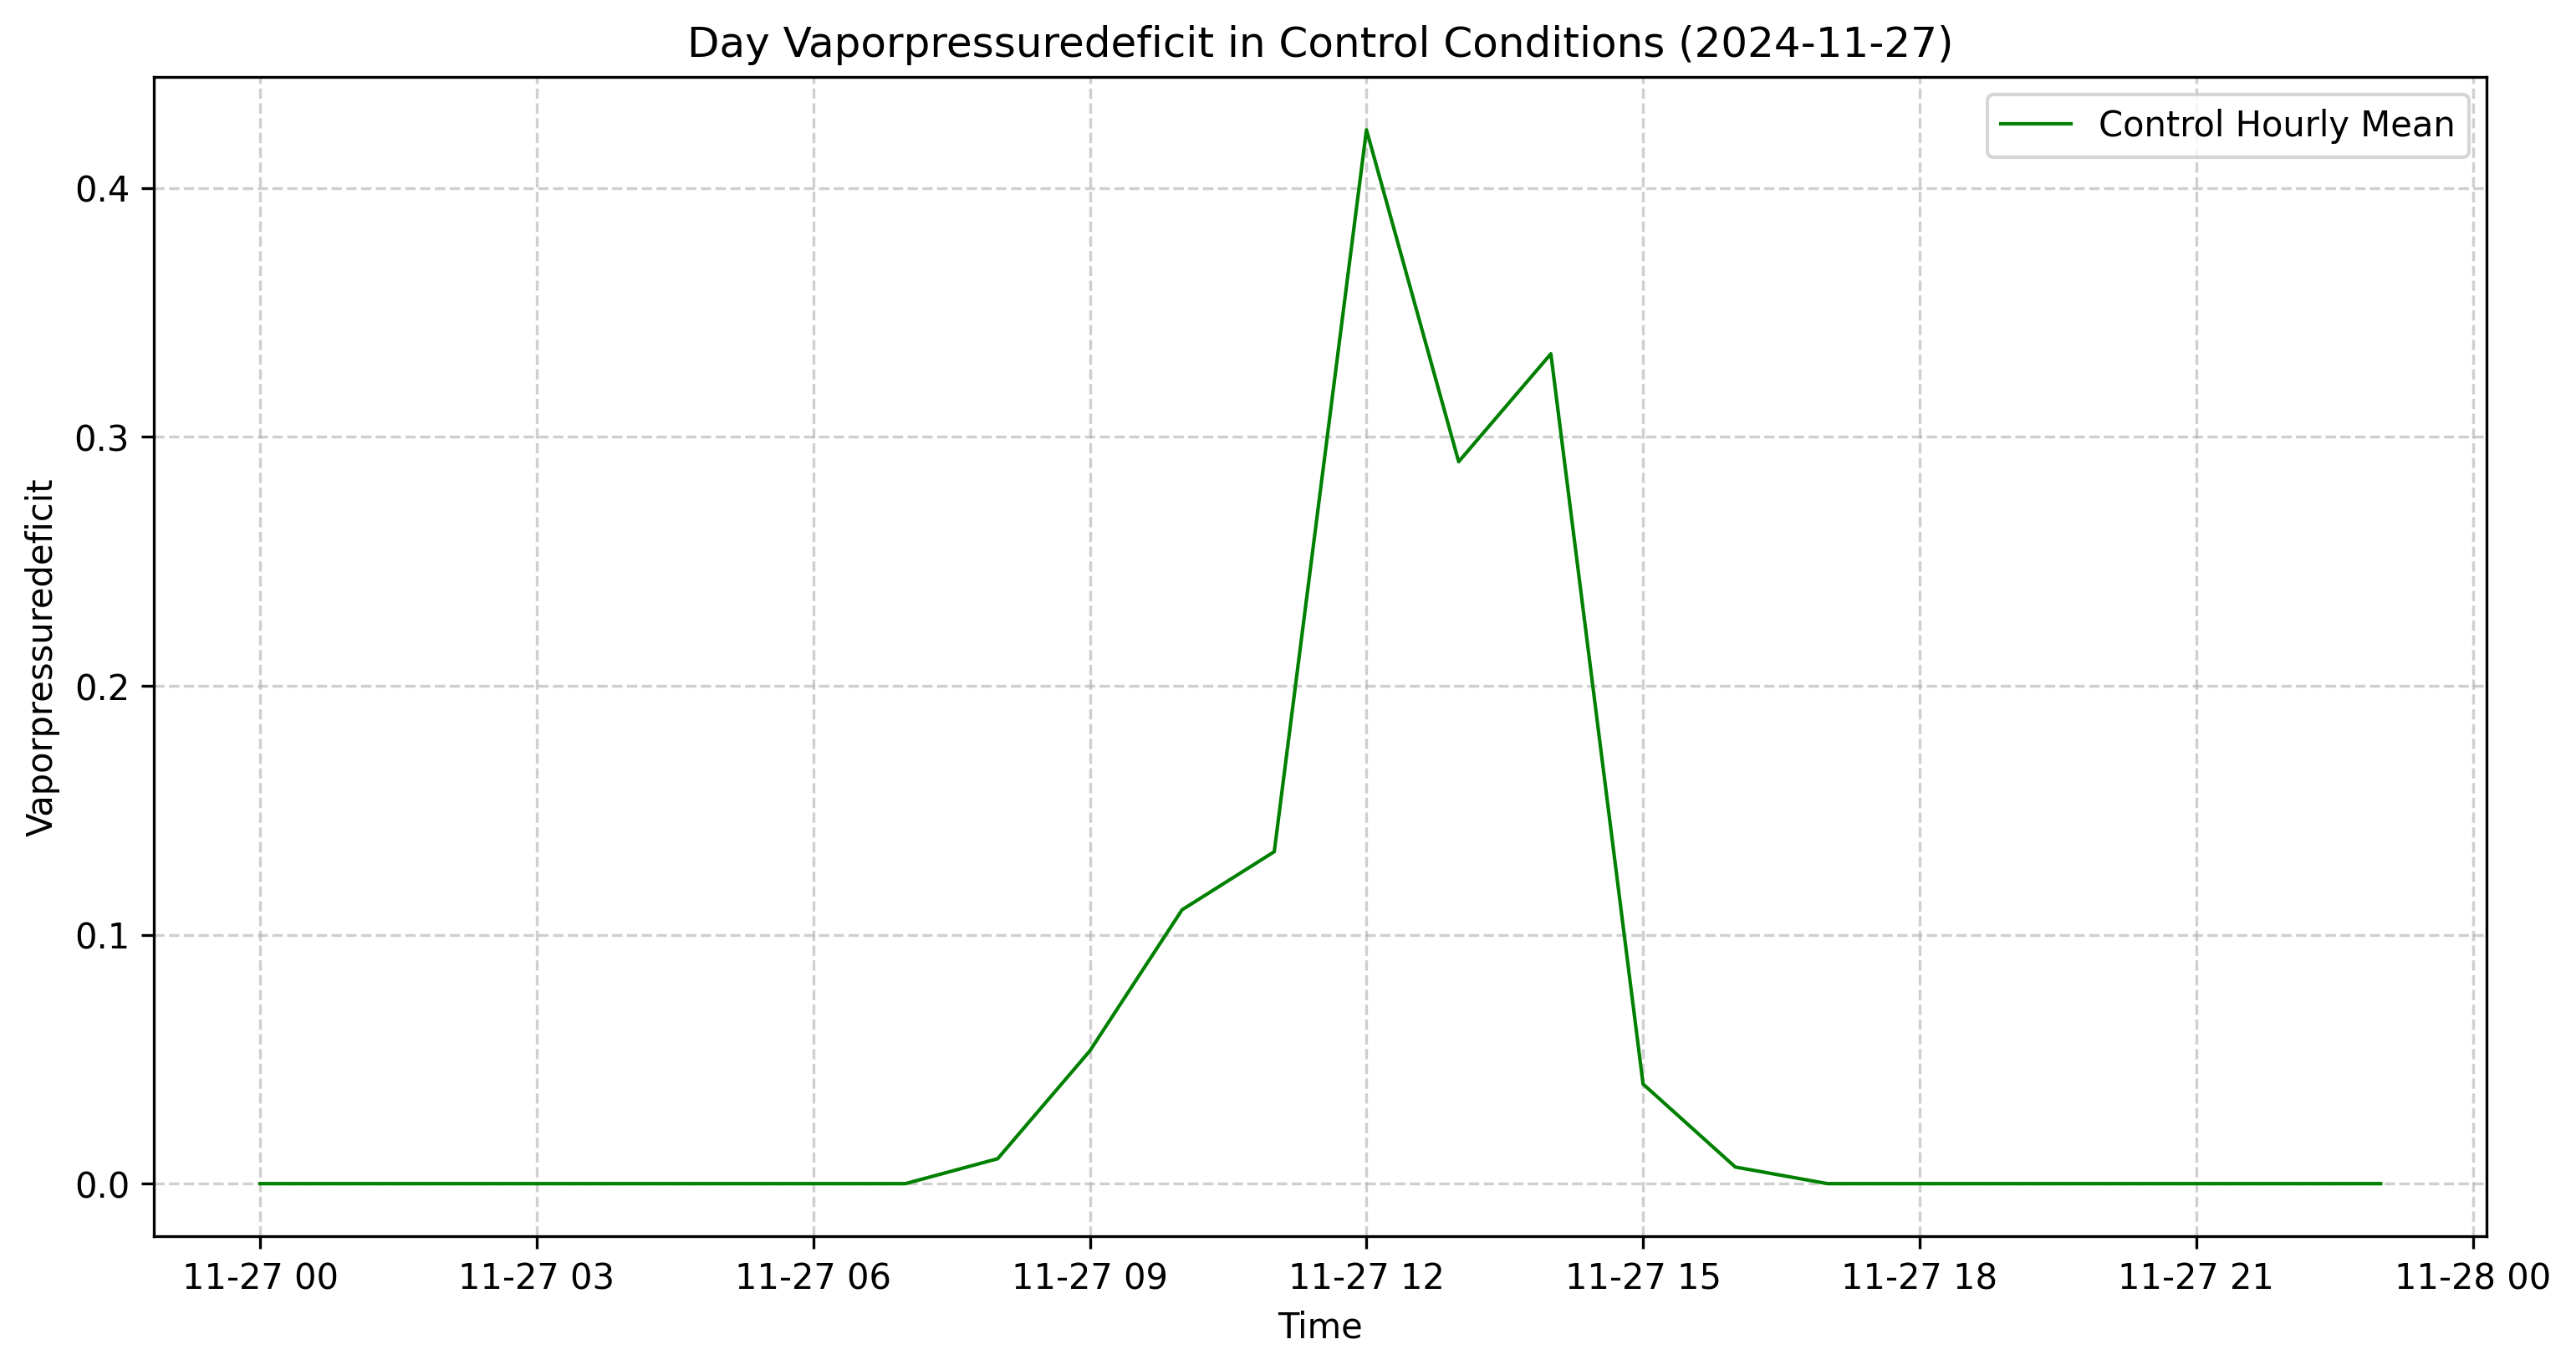 Day Vaporpressuredeficit in Control Conditions (2024-11-27)
Control Hourly Mean
Vaporpressuredeficit
0.4
0.3
0.2
0.1
0.0
11-27 00 11-27 03 11-27 06 11-27 09 11-27 12 11-27 15 11-27 18 11-27 21 11-28 00
Time